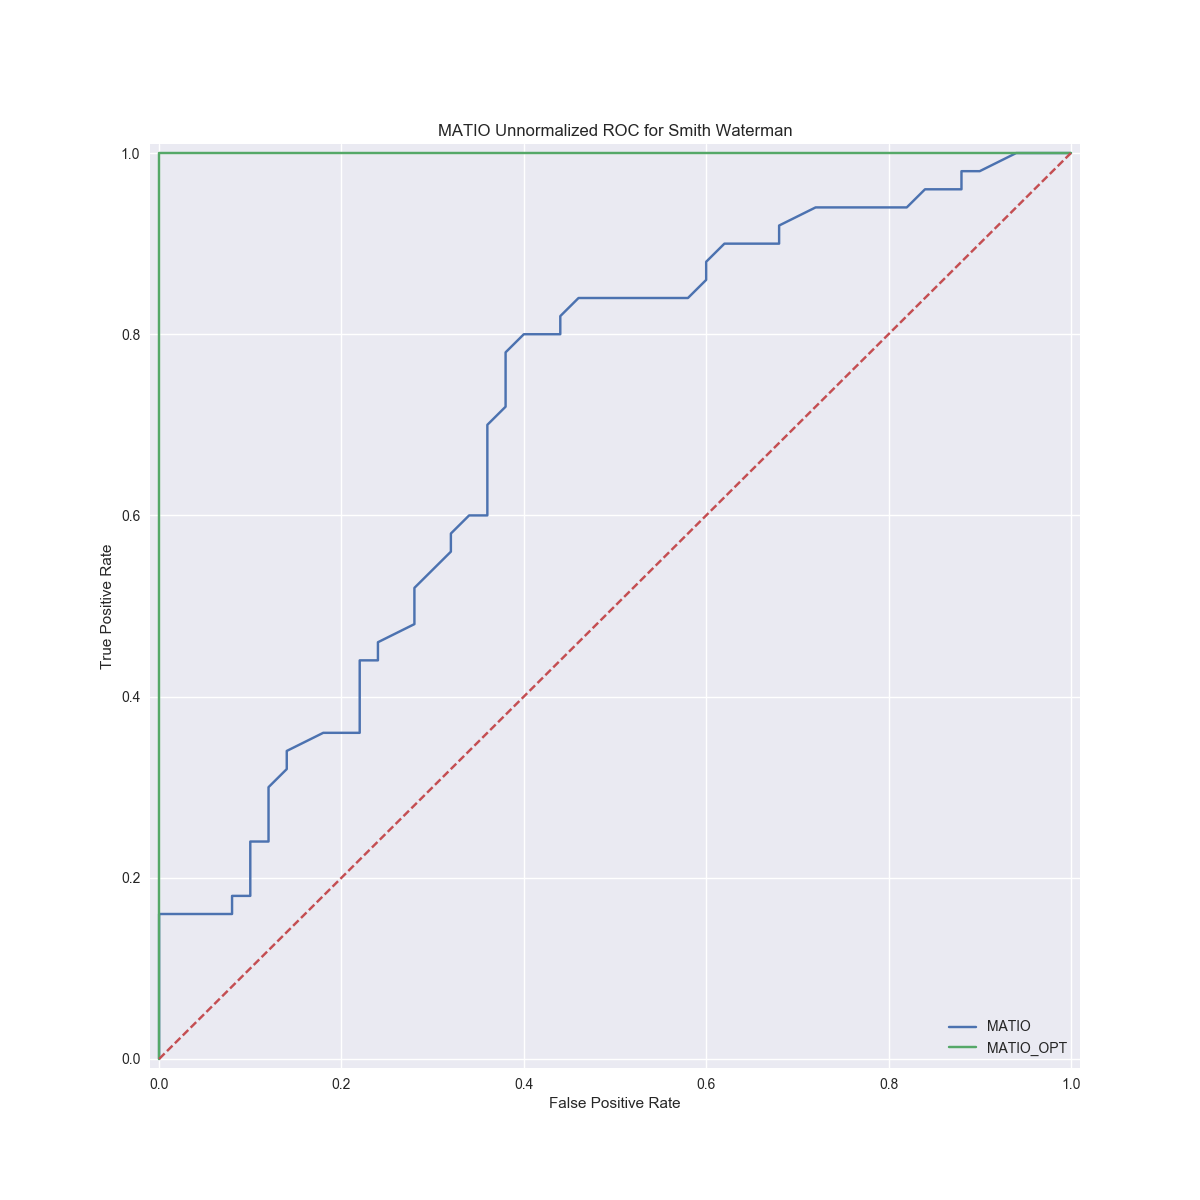 MATIO Unnormalized ROC for Smith Waterman
1.0
0.8
0.6
0.4
0.2
0.0
True Positive Rate
MATIO
MATIO_OPT
0.0 0.2 0.4 0.6 0.8 1.0
False Positive Rate